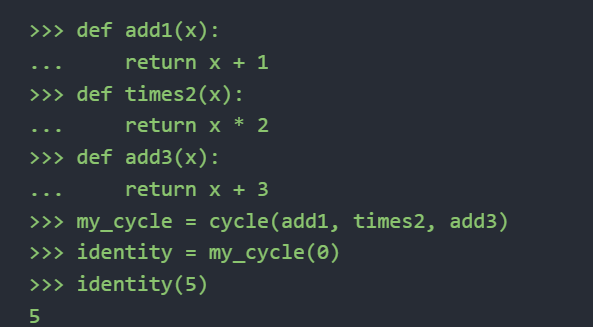 >>> def add1(x):
...     return x + 1
>>> def times2(x):
...     return x * 2
>>> def add3(x):
...     return x + 3
>>> my_cycle = cycle(add1, times2, add3)
>>> identity = my_cycle(0)
>>> identity(5)
5